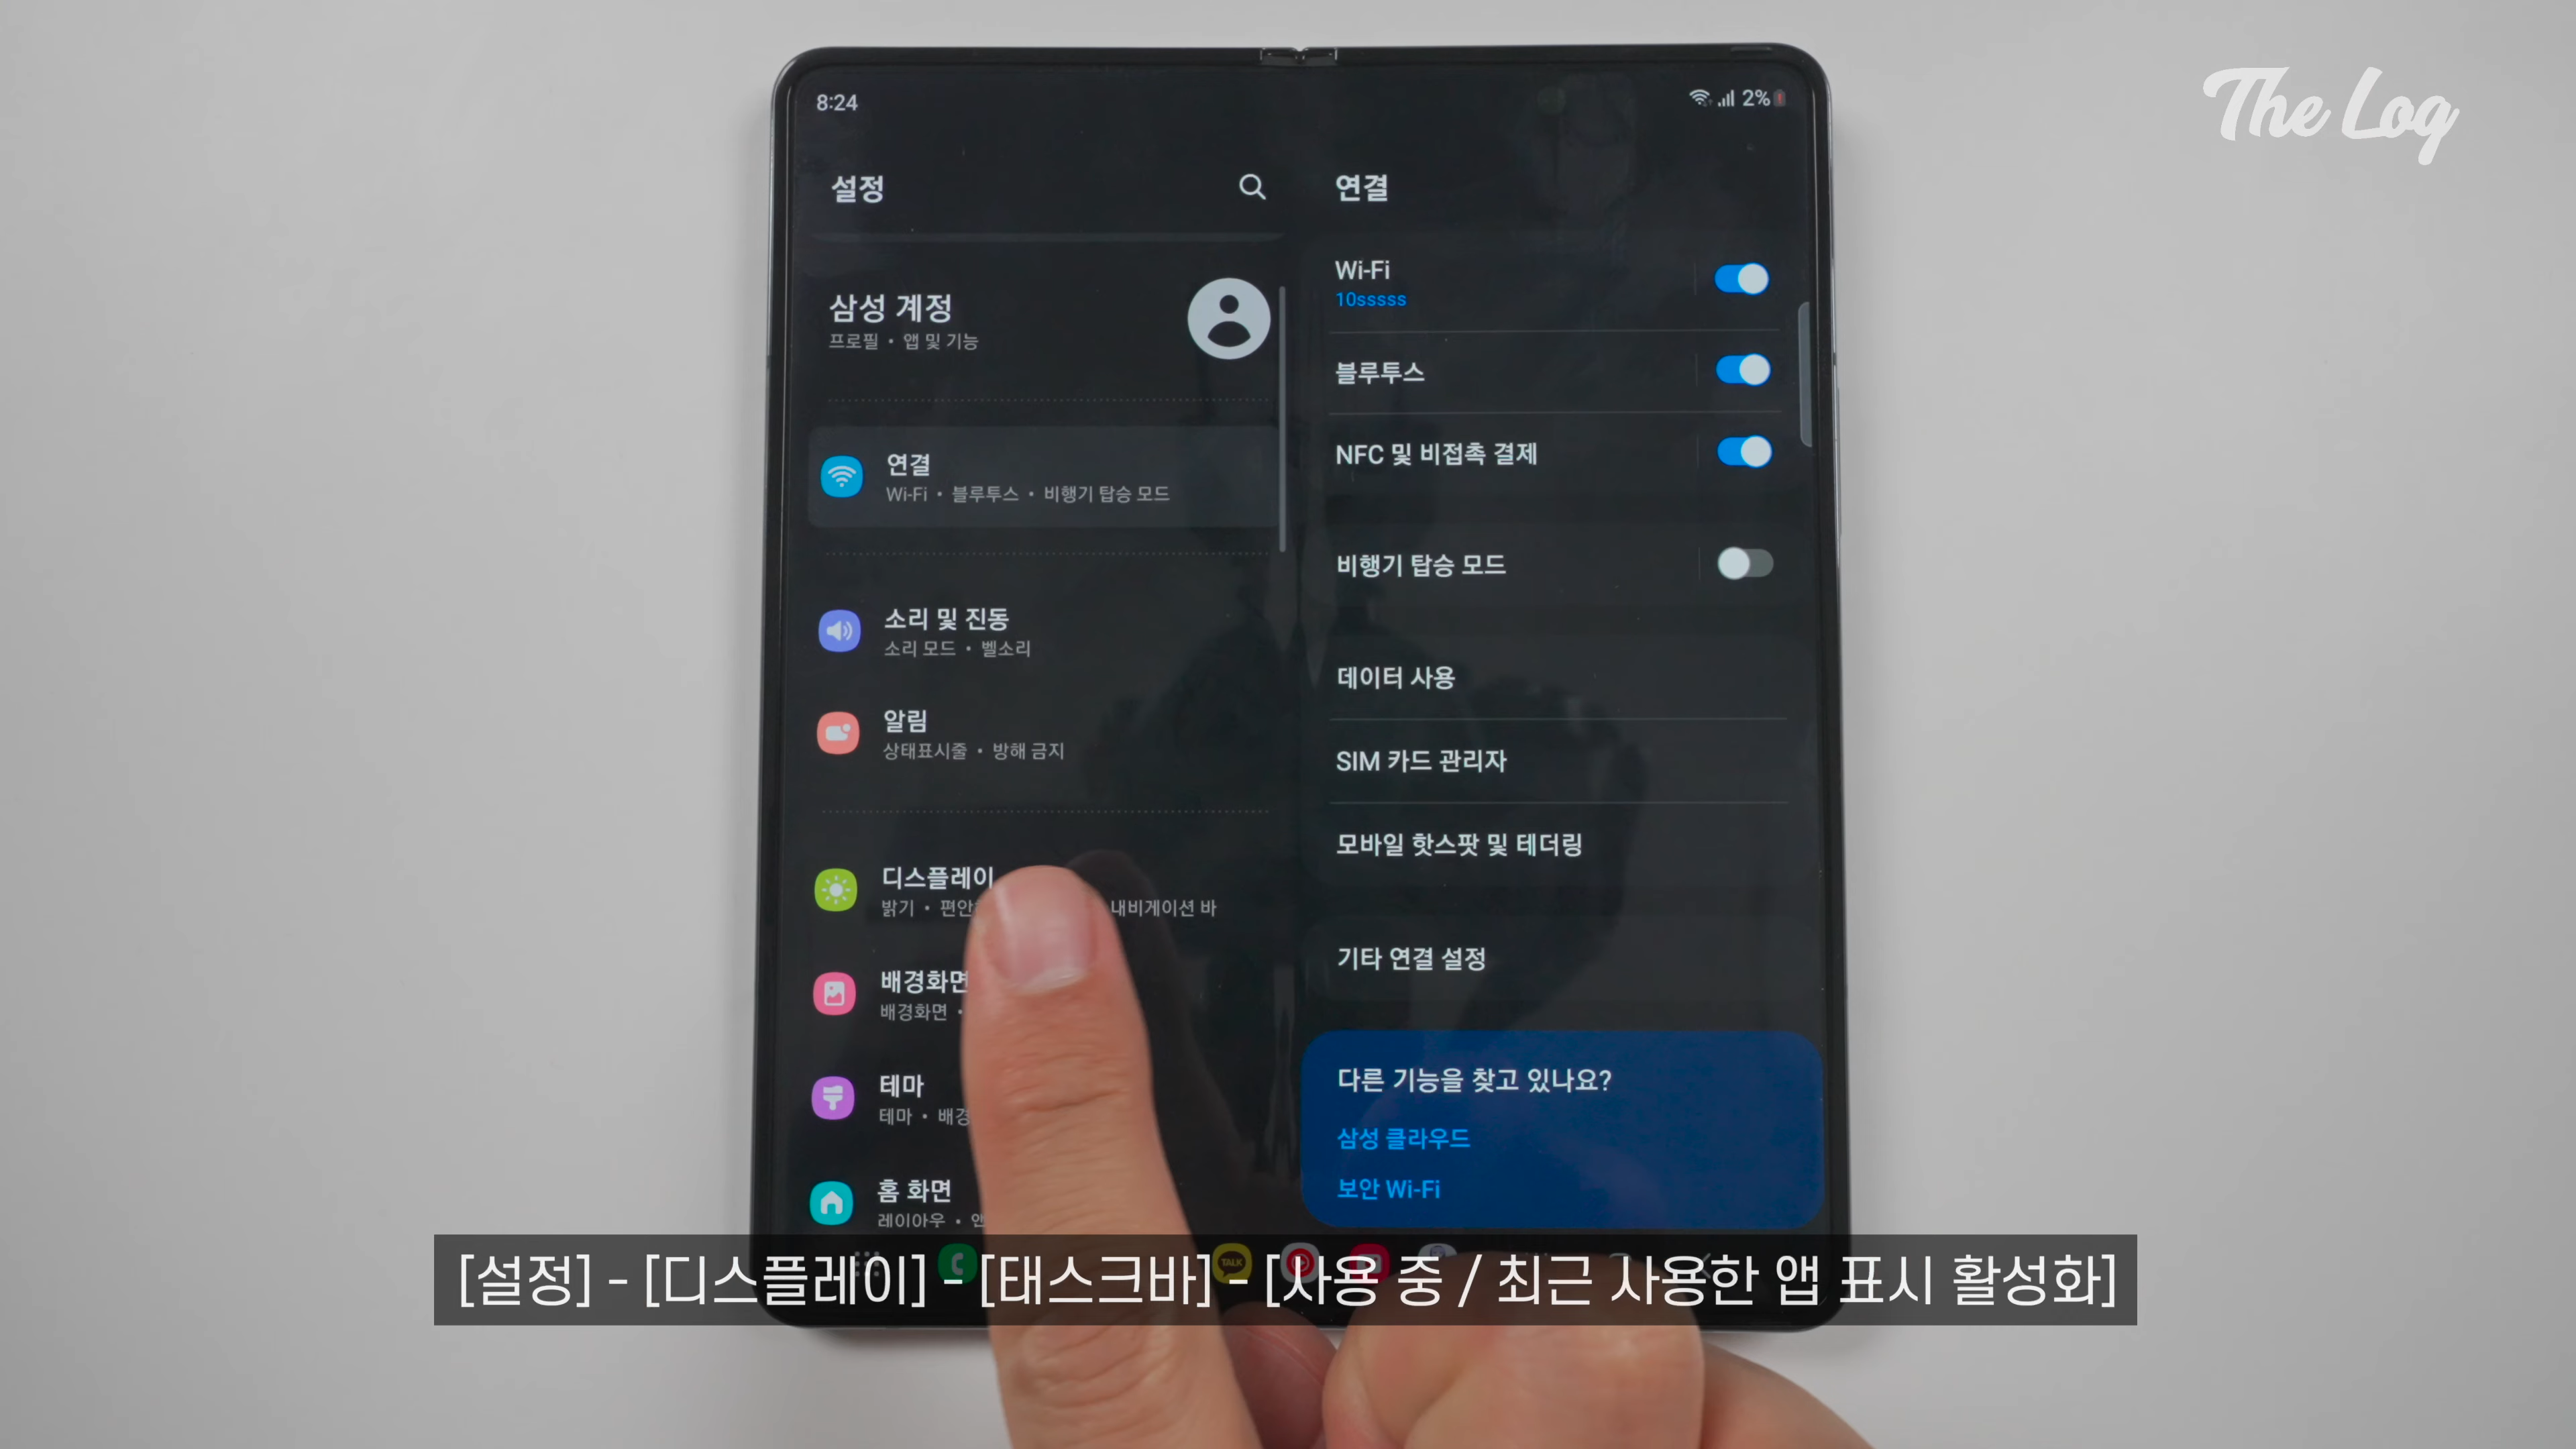 The Log
8:24
2%
설정
삼성 계정
프로필 • 앱 및 기능
연결
Wi-Fi • 블루투스 • 비행기 탑승 모드
소리 및 진동
소리 모드 • 벨소리
알림
상태표시줄 • 방해 금지
디스플레이
밝기 • 내비게이션 바
배경화면
배경화면 •
테마
테마 •
홈 화면
레이아웃 •
연결
Wi-Fi
10sssss
블루투스
NFC 및 비접촉 결제
비행기 탑승 모드
데이터 사용
SIM 카드 관리자
모바일 핫스팟 및 테더링
기타 연결 설정
다른 기능을 찾고 있나요?
삼성 클라우드
보안 Wi-Fi
TALK
[설정] - [디스플레이] - [태스크바] - [사용 중 / 최근 사용한 앱 표시 활성화]